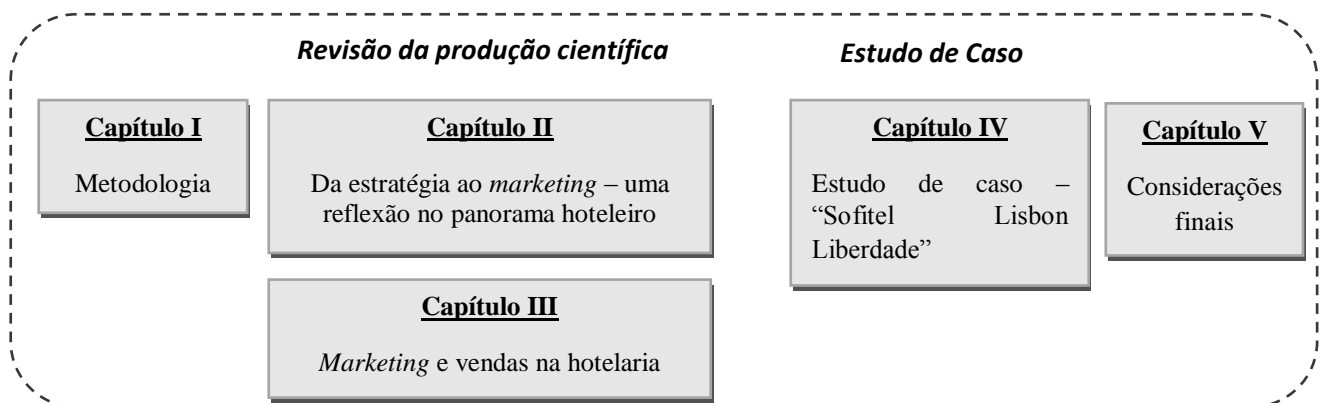 Revisão da produção científica
Estudo de Caso
Capítulo I
Metodologia
Capítulo II
Da estratégia ao marketing – uma
reflexão no panorama hoteleiro
Capítulo III
Marketing e vendas na hotelaria
Capítulo IV
Estudo de caso –
“Sofitel Lisbon
Liberdade”
Capítulo V
Considerações
finais